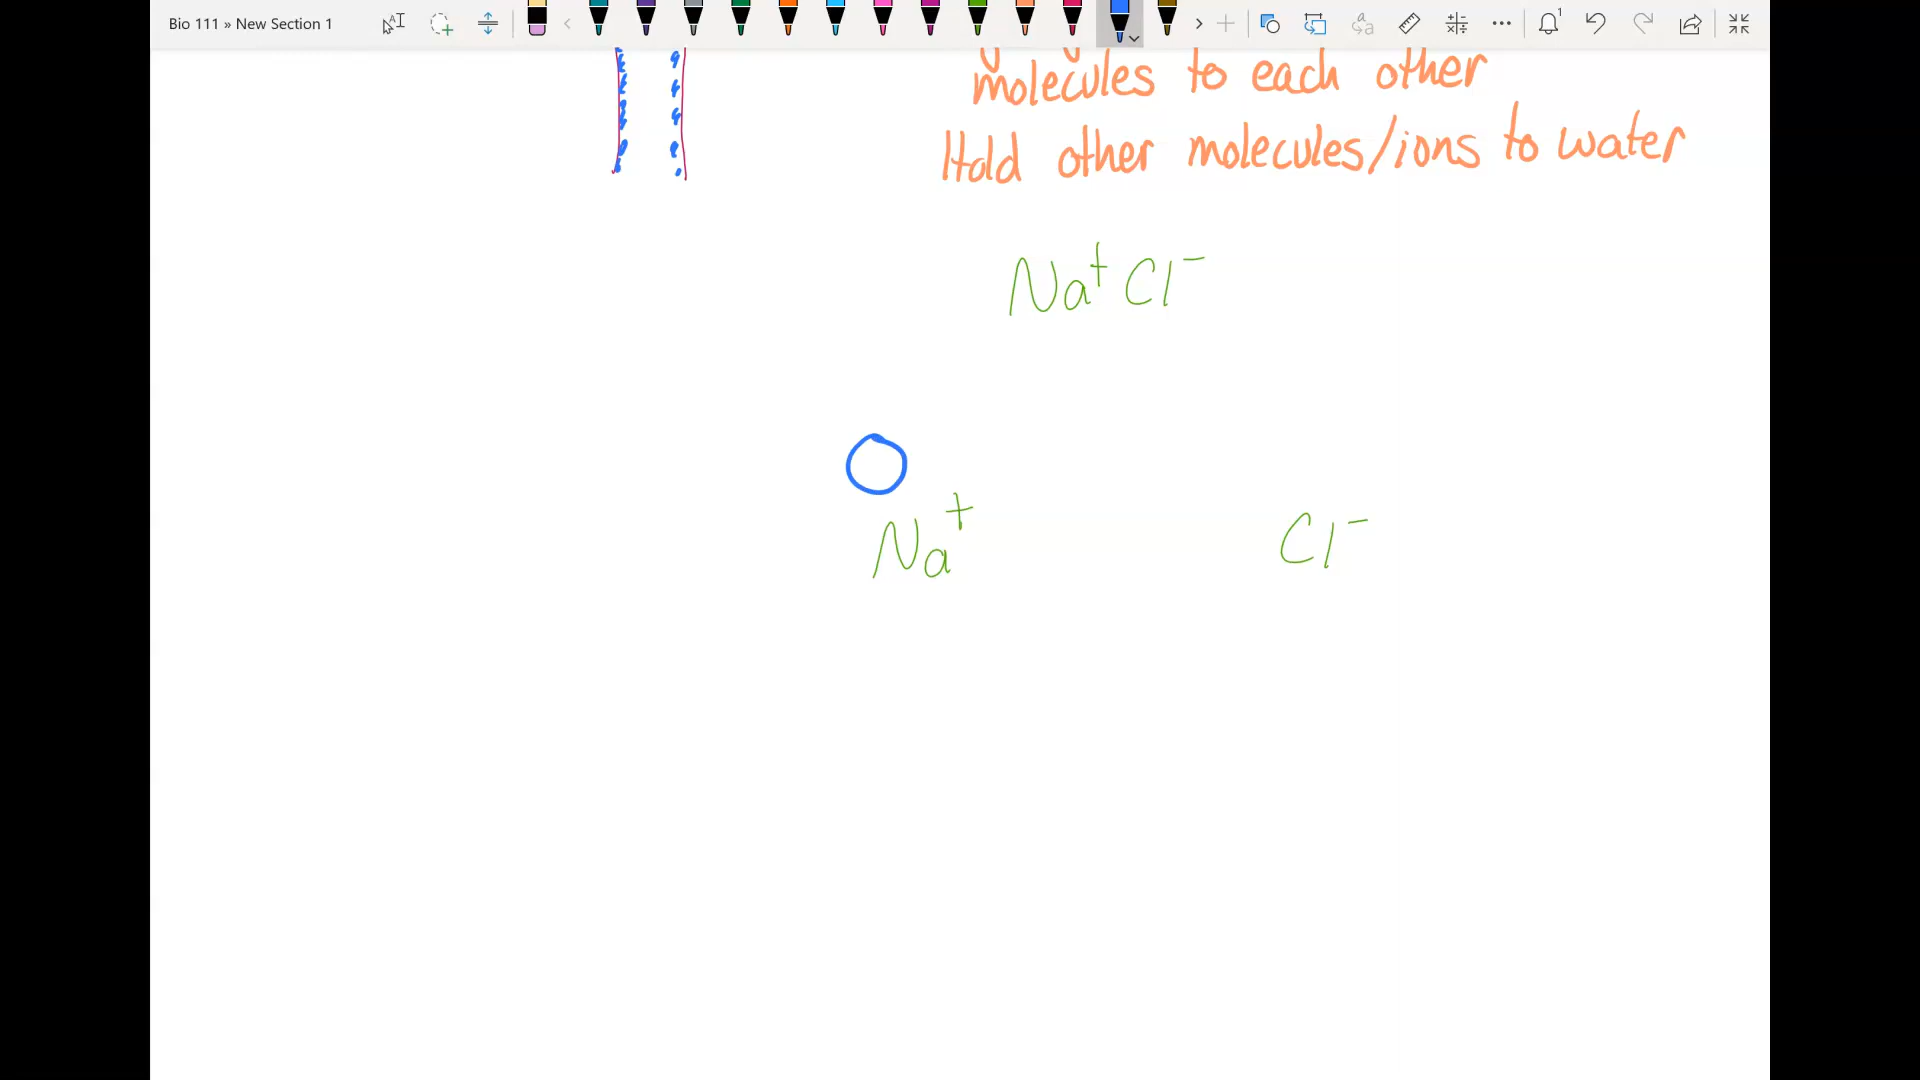 Bio 111 » New Section 1
molecules to each other
Hold other molecules/ions to water
Na⁺ Cl⁻
Na⁺ Cl⁻